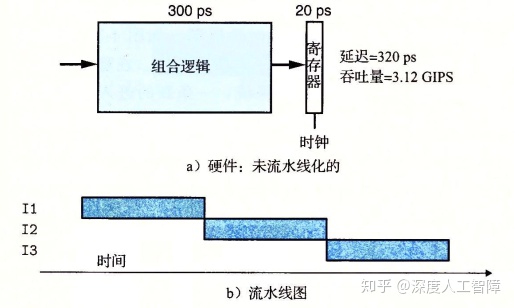 300 ps
20 ps
组合逻辑
寄存器
延迟=320 ps
吞吐量=3.12 GIPS
时钟
a）硬件：未流水线化的
I1
I2
I3
时间
b）流水线图
知乎 @深度人工智障